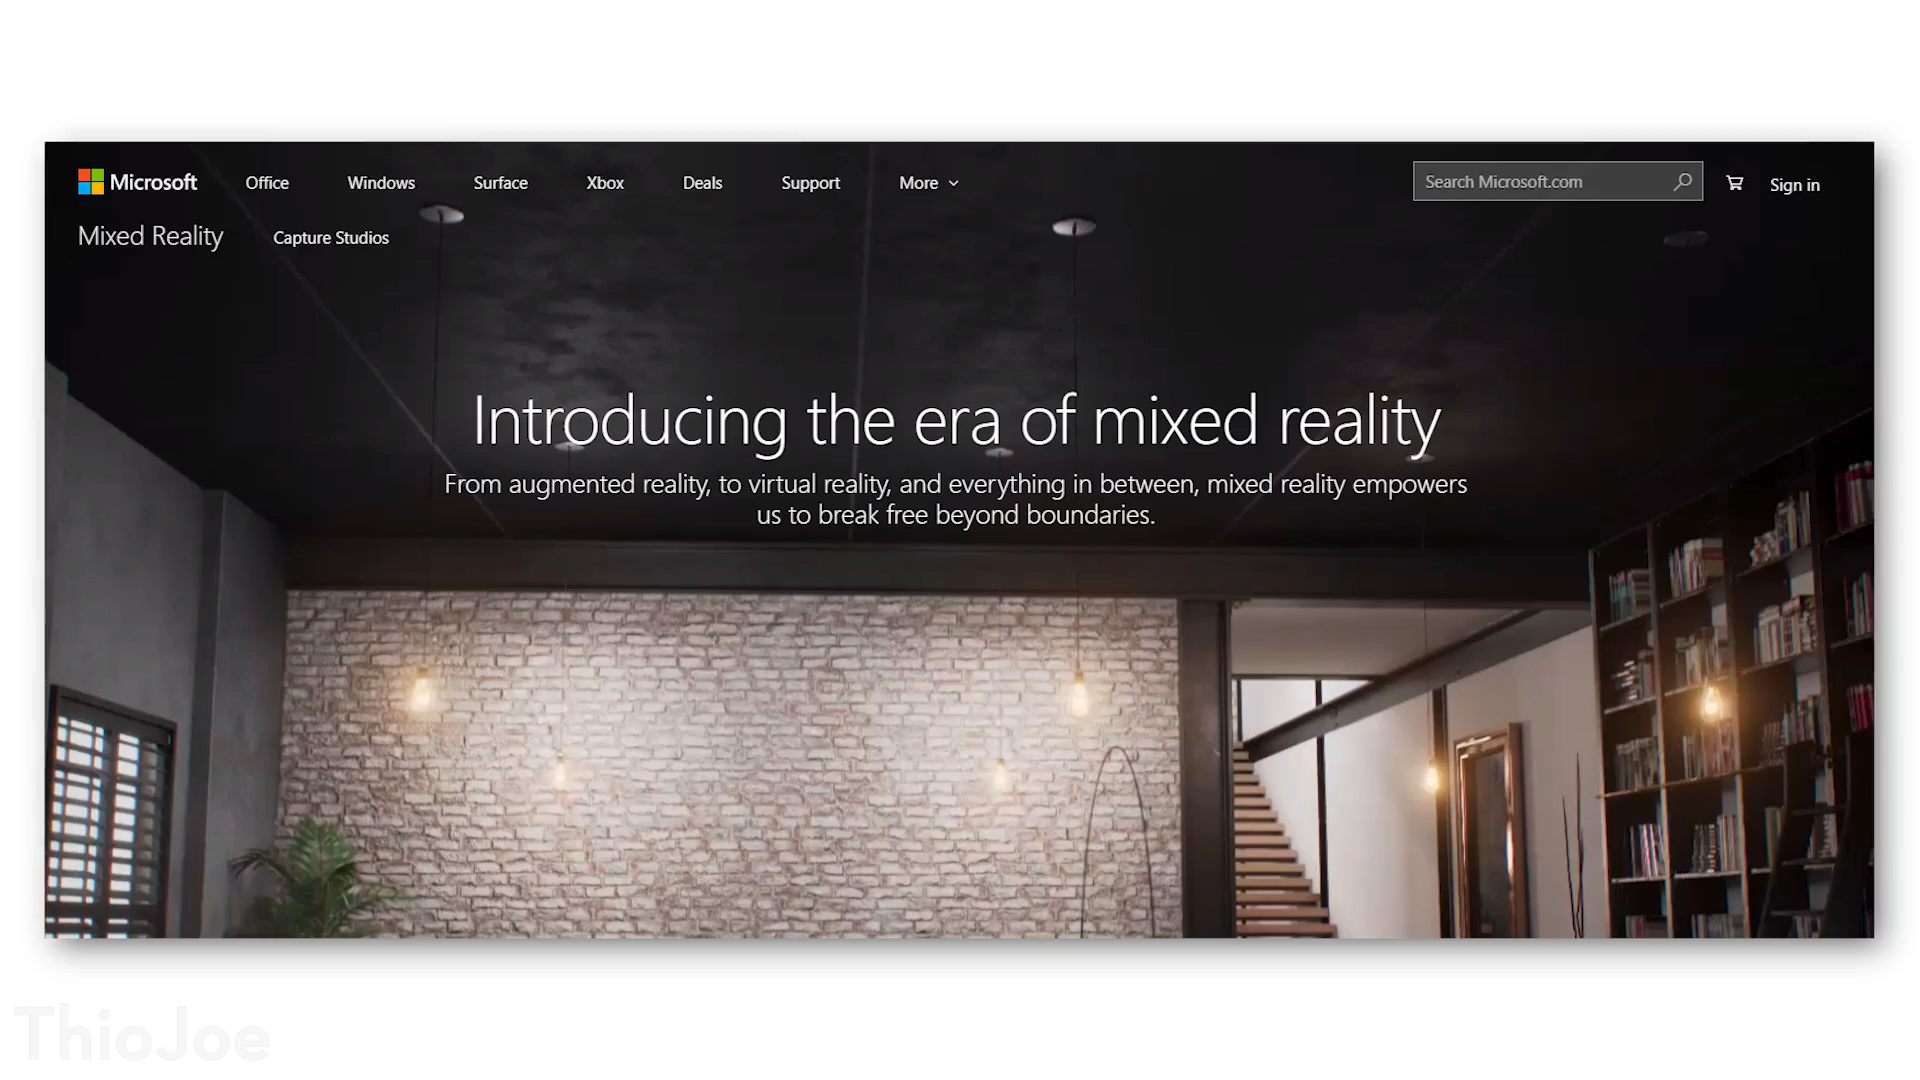 Microsoft Office Windows Surface Xbox Deals Support More Search Microsoft.com Sign in
Mixed Reality Capture Studios
Introducing the era of mixed reality
From augmented reality, to virtual reality, and everything in between, mixed reality empowers
us to break free beyond boundaries.
ThioJoe